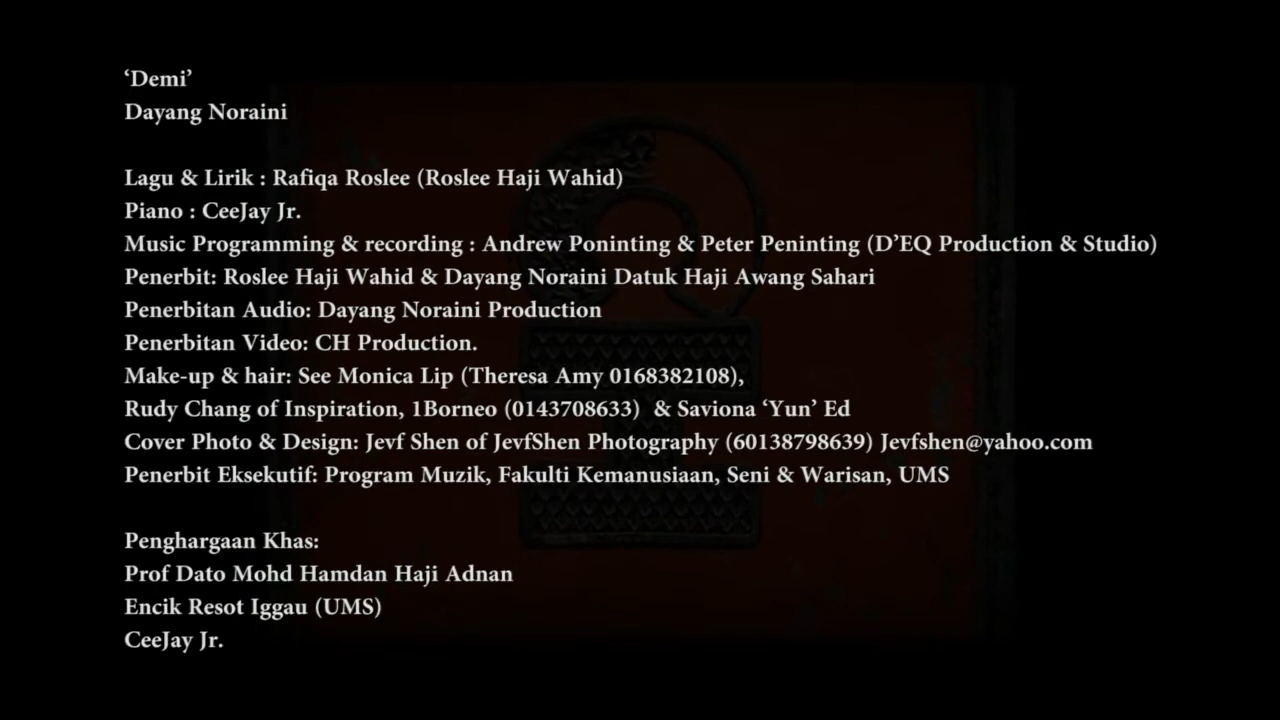 ‘Demi’
Dayang Noraini
Lagu & Lirik : Rafiqa Roslee (Roslee Haji Wahid)
Piano : CeeJay Jr.
Music Programming & recording : Andrew Poninting & Peter Peninting (D’EQ Production & Studio)
Penerbit: Roslee Haji Wahid & Dayang Noraini Datuk Haji Awang Sahari
Penerbitan Audio: Dayang Noraini Production
Penerbitan Video: CH Production.
Make-up & hair: See Monica Lip (Theresa Amy 0168382108),
Rudy Chang of Inspiration, 1Borneo (0143708633)  & Saviona ‘Yun’ Ed
Cover Photo & Design: Jevf Shen of JevfShen Photography (60138798639) Jevfshen@yahoo.com
Penerbit Eksekutif: Program Muzik, Fakulti Kemanusiaan, Seni & Warisan, UMS
Penghargaan Khas:
Prof Dato Mohd Hamdan Haji Adnan
Encik Resot Iggau (UMS)
CeeJay Jr.